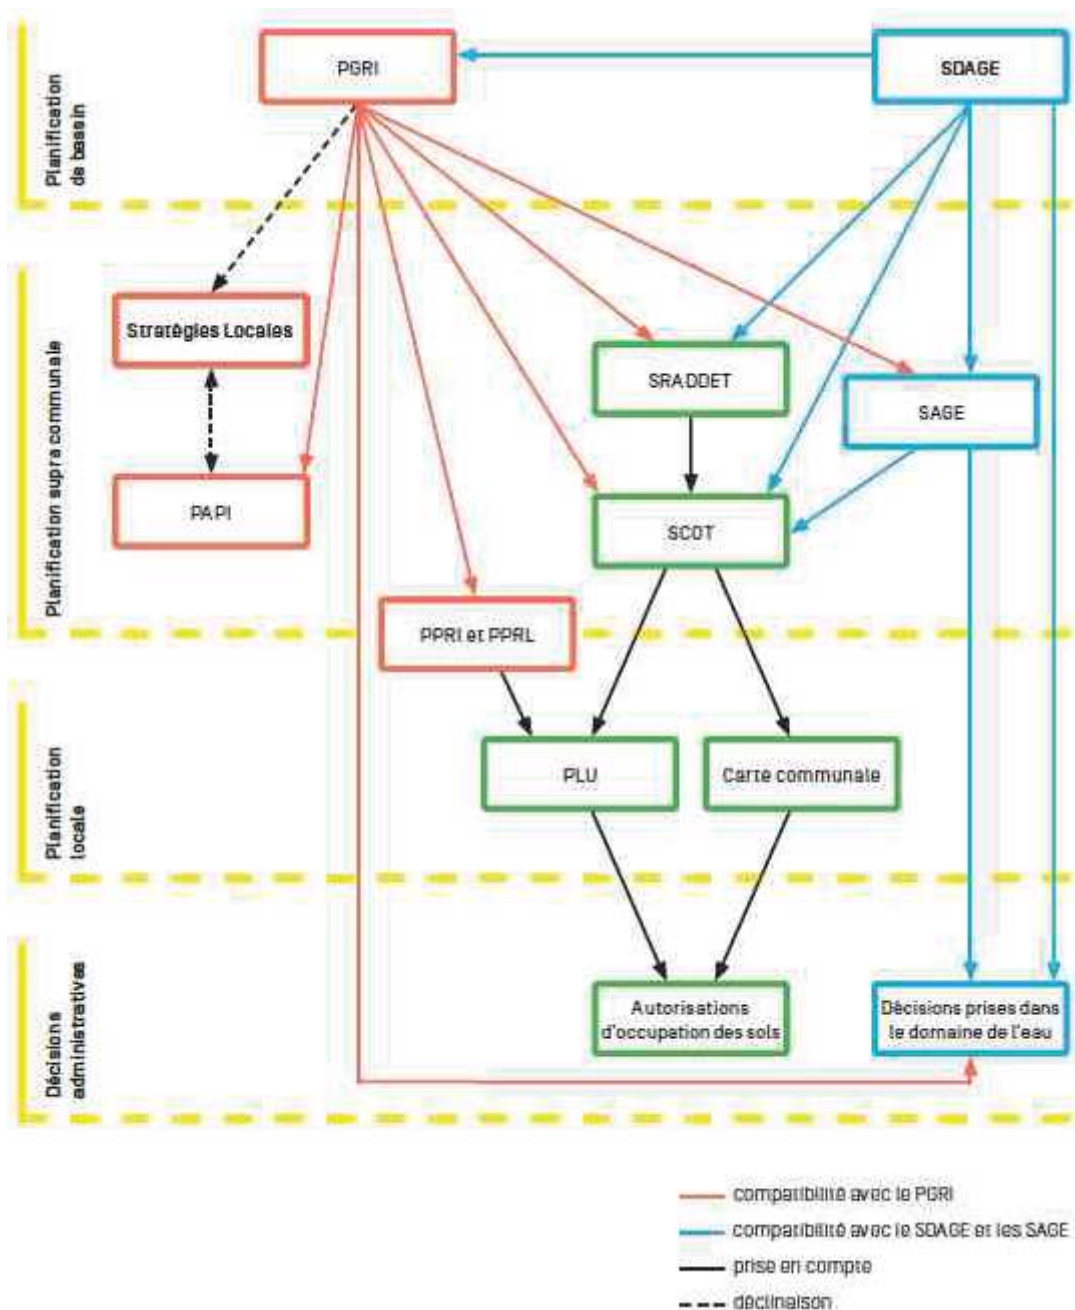 Planification
de bassin
PGRI
SDAGE
Planification supra communale
Stratégies Locales
SRADDET
SAGE
PAPI
SCOT
PPRI et PPRL
Planification
locale
PLU
Carte communale
Décisions
administratives
Autorisations
d'occupation des sols
Décisions prises dans
le domaine de l'eau
compatibilité avec le PGRI
compatibilité avec le SDAGE et les SAGE
prise en compte
déclinaison